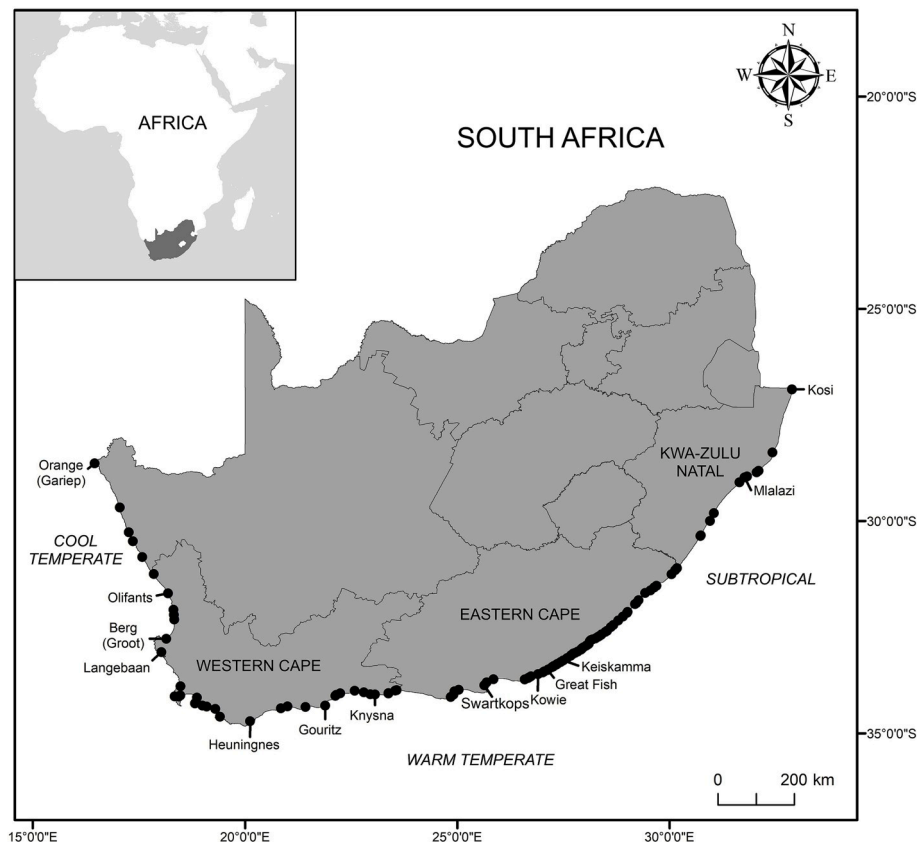 AFRICA
SOUTH AFRICA
N
W
E
S
20°0'0"S
25°0'0"S
Kosi
KWA-ZULU
NATAL
Orange
(Gariep)
Mlalazi
30°0'0"S
COOL
TEMPERATE
SUBTROPICAL
Olifants
EASTERN CAPE
Berg
(Groot)
WESTERN CAPE
Langebaan
Keiskamma
Great Fish
Kowie
Swartkops
Knysna
Gouritz
Heuningnes
35°0'0"S
WARM TEMPERATE
0 200 km
15°0'0"E
20°0'0"E
25°0'0"E
30°0'0"E